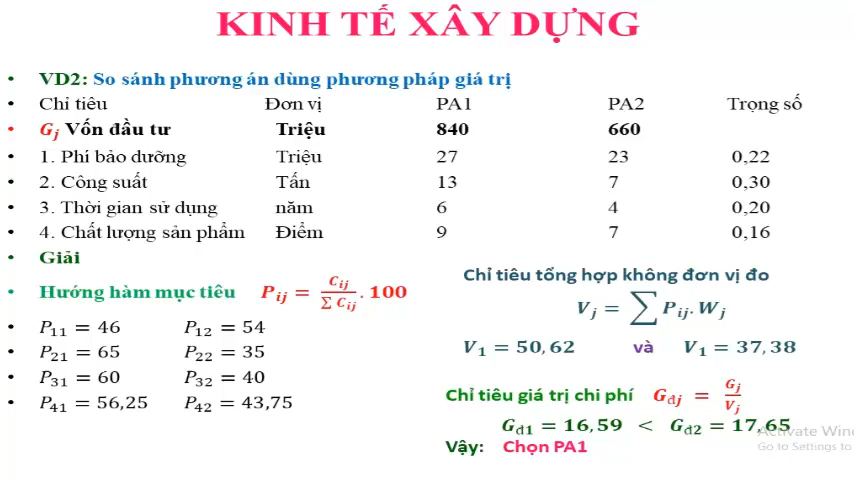 KINH TẾ XÂY DỰNG
• VD2: So sánh phương án dùng phương pháp giá trị
• Chỉ tiêu Đơn vị PA1 PA2 Trọng số
• Gⱼ Vốn đầu tư Triệu 840 660
• 1. Phí bảo dưỡng Triệu 27 23 0,22
• 2. Công suất Tấn 13 7 0,30
• 3. Thời gian sử dụng năm 6 4 0,20
• 4. Chất lượng sản phẩm Điểm 9 7 0,16
• Giải
• Hướng hàm mục tiêu Pᵢⱼ = Cᵢⱼ / ∑ Cᵢⱼ . 100
• P₁₁ = 46 P₁₂ = 54
• P₂₁ = 65 P₂₂ = 35
• P₃₁ = 60 P₃₂ = 40
• P₄₁ = 56,25 P₄₂ = 43,75
Chỉ tiêu tổng hợp không đơn vị đo
Vⱼ = ∑ Pᵢⱼ. Wⱼ
V₁ = 50, 62 và V₁ = 37, 38
Chỉ tiêu giá trị chi phí Gđⱼ = Gⱼ / Vⱼ
Gđ₁ = 16, 59 < Gđ₂ = 17, 65
Vậy: Chọn PA1
Activate Win
Go to Settings to